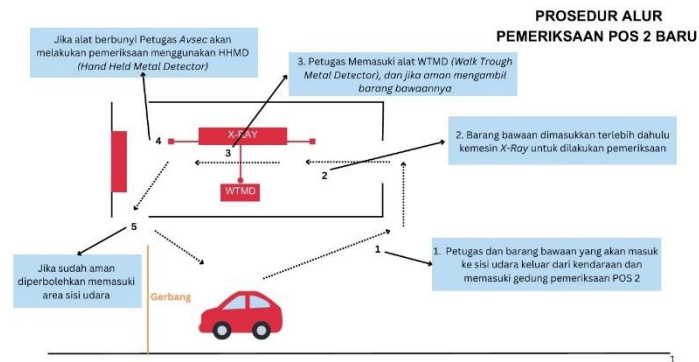 PROSEDUR ALUR
PEMERIKSAAN POS 2 BARU
Jika alat berbunyi Petugas Avsec akan
melakukan pemeriksaan menggunakan HHMD
(Hand Held Metal Detector)
3. Petugas Memasuki alat WTMD (Walk Trough
Metal Detector), dan jika aman mengambil
barang bawaannya
X-RAY
4
3
2
WTMD
2. Barang bawaan dimasukkan terlebih dahulu
kemesin X-Ray untuk dilakukan pemeriksaan
5
1
Jika sudah aman
diperbolehkan memasuki
area sisi udara
Gerbang
1. Petugas dan barang bawaan yang akan masuk
ke sisi udara keluar dari kendaraan dan
memasuki gedung pemeriksaan POS 2
1